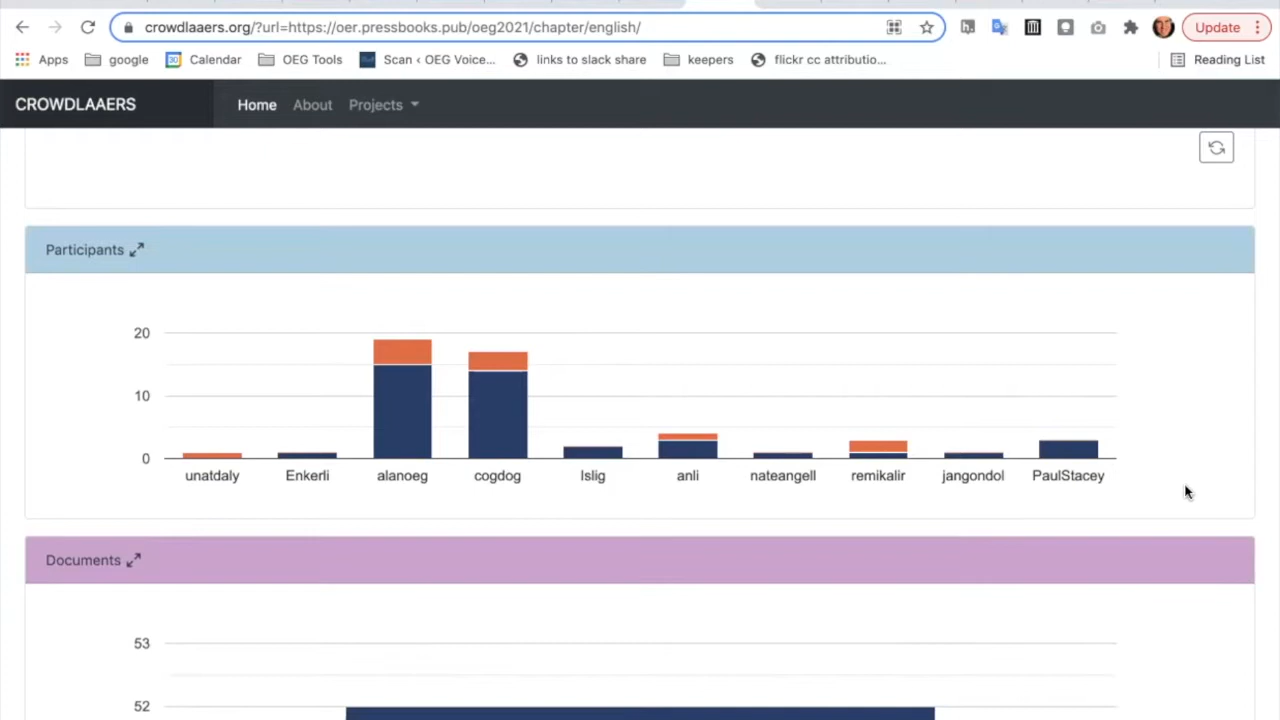 crowdlaaers.org/?url=https://oer.pressbooks.pub/oeg2021/chapter/english/
Update
Apps google Calendar OEG Tools Scan ‹ OEG Voice... links to slack share keepers flickr cc attributio... Reading List
CROWDLAAERS Home About Projects
Participants
20
10
0
unatdaly Enkerli alanoeg cogdog lslig anli nateangell remikalir jangondol PaulStacey
Documents
53
52